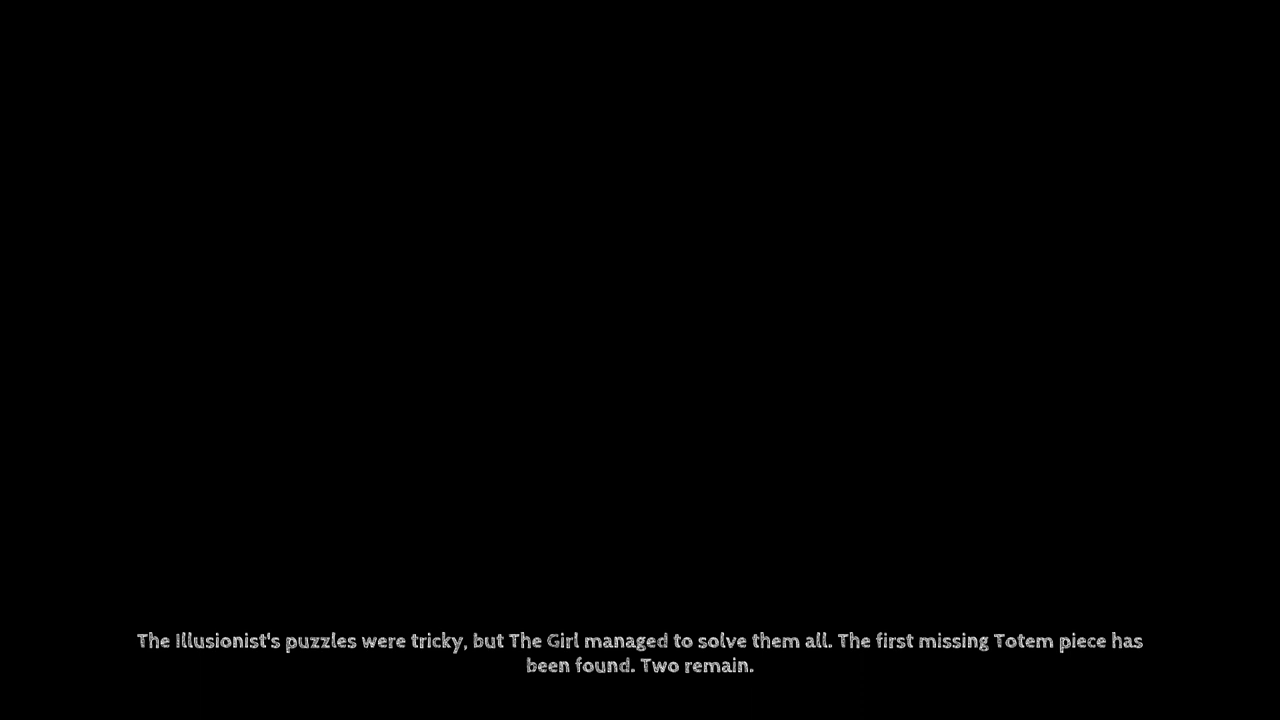 The Illusionist's puzzles were tricky, but The Girl managed to solve them all. The first missing Totem piece has
been found. Two remain.